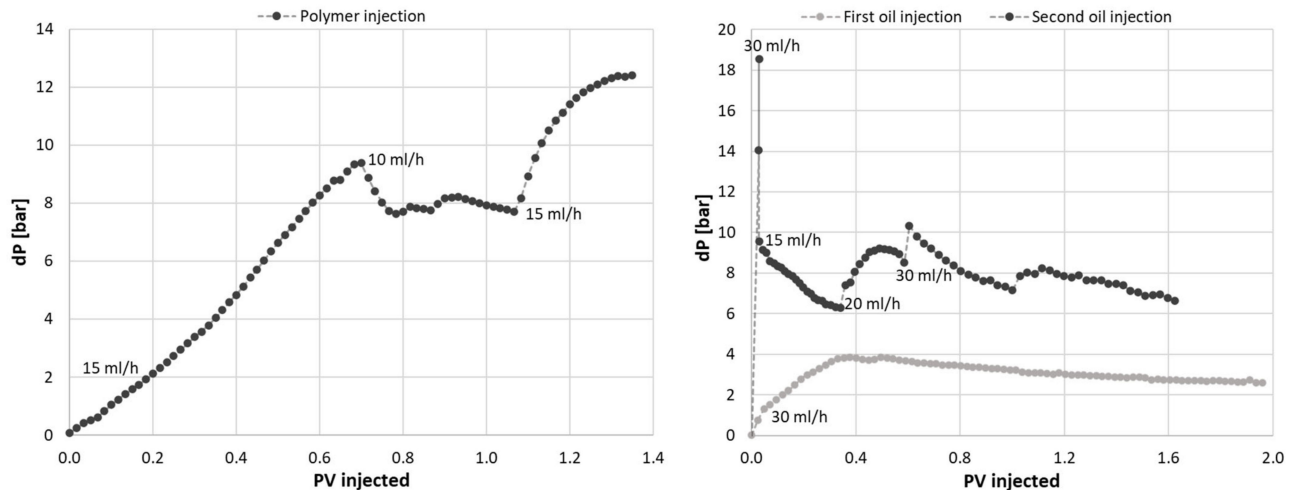 Polymer injection
14
12
10
8
6
4
2
0
dP [bar]
10 ml/h
15 ml/h
15 ml/h
0.0 0.2 0.4 0.6 0.8 1.0 1.2 1.4
PV injected
First oil injection Second oil injection
20
18
16
14
12
10
8
6
4
2
0
dP [bar]
30 ml/h
15 ml/h
30 ml/h
20 ml/h
30 ml/h
0.0 0.4 0.8 1.2 1.6 2.0
PV injected